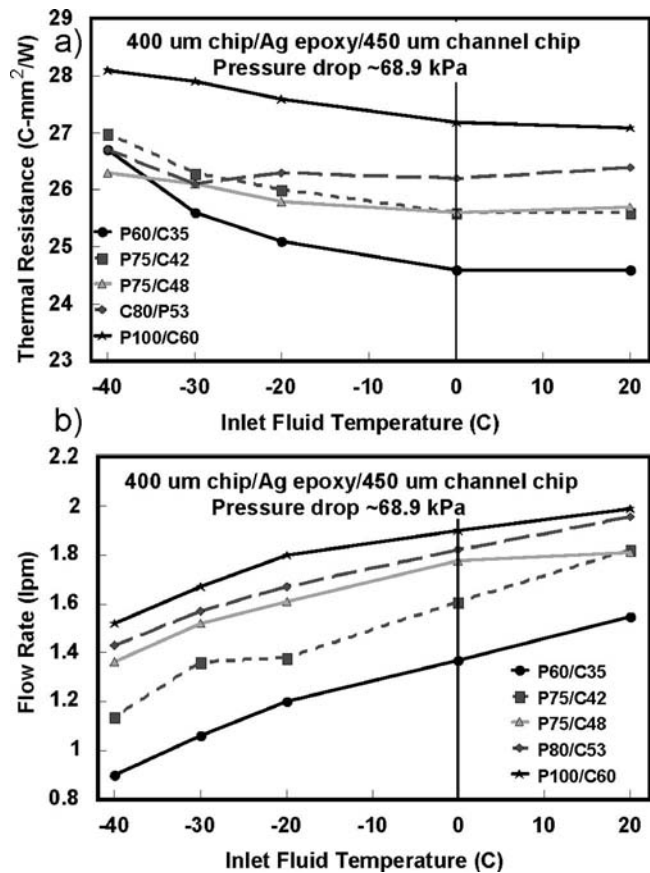 a)
400 um chip/Ag epoxy/450 um channel chip
Pressure drop ~68.9 kPa
Thermal Resistance (C-mm²/W)
29
28
27
26
25
24
23
P60/C35
P75/C42
P75/C48
C80/P53
P100/C60
-40 -30 -20 -10 0 10 20
Inlet Fluid Temperature (C)
b)
400 um chip/Ag epoxy/450 um channel chip
Pressure drop ~68.9 kPa
Flow Rate (lpm)
2.2
2
1.8
1.6
1.4
1.2
1
0.8
P60/C35
P75/C42
P75/C48
P80/C53
P100/C60
-40 -30 -20 -10 0 10 20
Inlet Fluid Temperature (C)